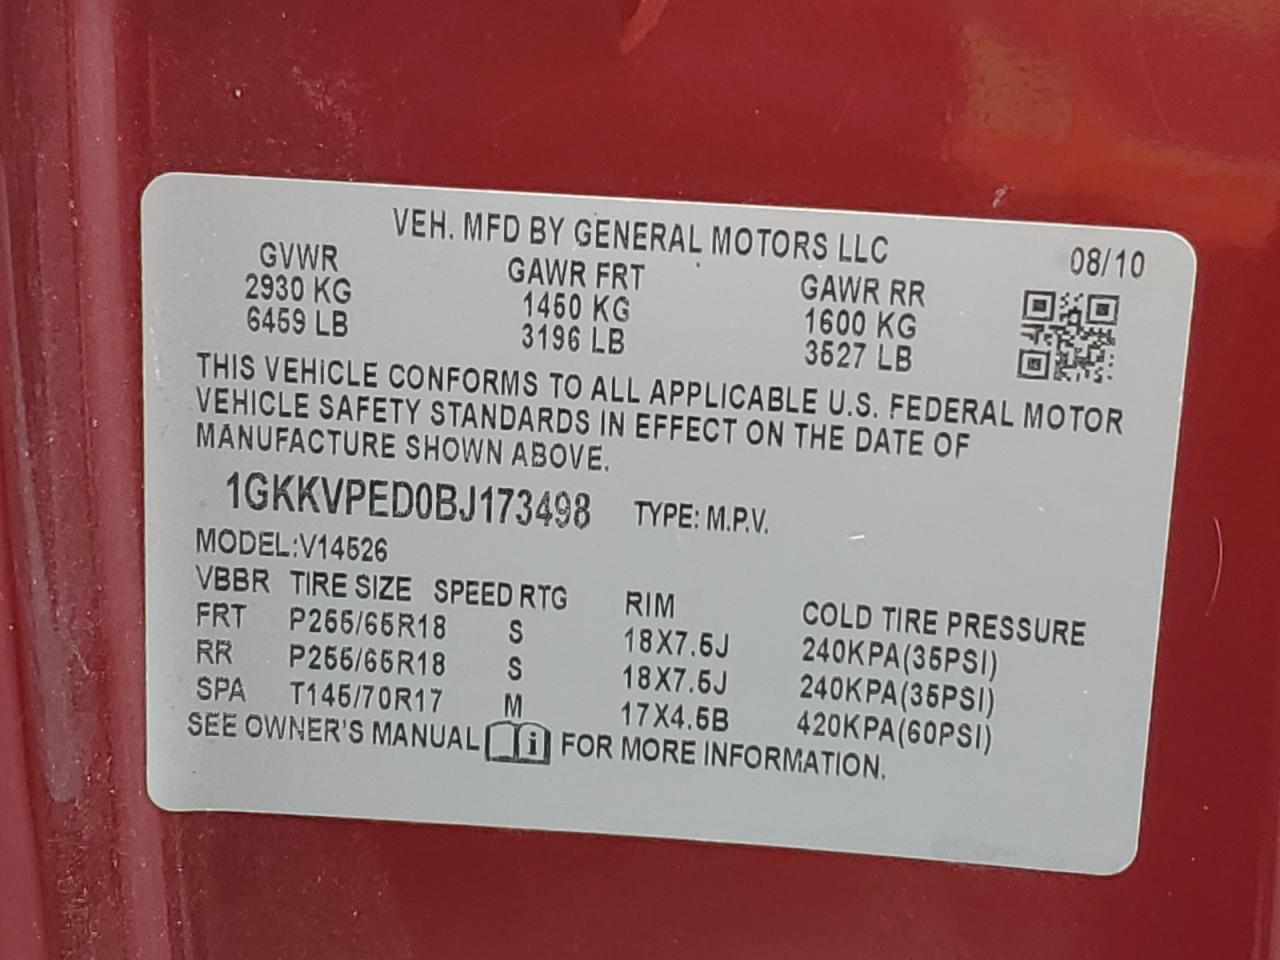 VEH. MFD BY GENERAL MOTORS LLC 08/10
GVWR GAWR FRT GAWR RR
2930 KG 1450 KG 1600 KG
6459 LB 3196 LB 3527 LB
THIS VEHICLE CONFORMS TO ALL APPLICABLE U.S. FEDERAL MOTOR
VEHICLE SAFETY STANDARDS IN EFFECT ON THE DATE OF
MANUFACTURE SHOWN ABOVE.
1GKKVPED0BJ173498 TYPE: M.P.V.
MODEL:V14526
VBBR TIRE SIZE SPEED RTG RIM COLD TIRE PRESSURE
FRT P255/65R18 S 18X7.5J 240KPA(35PSI)
RR P255/65R18 S 18X7.5J 240KPA(35PSI)
SPA T145/70R17 M 17X4.5B 420KPA(60PSI)
SEE OWNER'S MANUAL i FOR MORE INFORMATION.